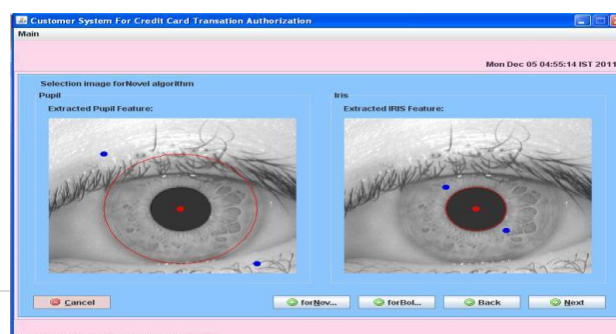 Customer System For Credit Card Transation Authorization
Main
Mon Dec 05 04:55:14 IST 2011
Selection image forNovel algorithm
Pupil
Iris
Extracted Pupil Feature:
Extracted IRIS Feature:
Cancel
forNov...
forBol...
Back
Next